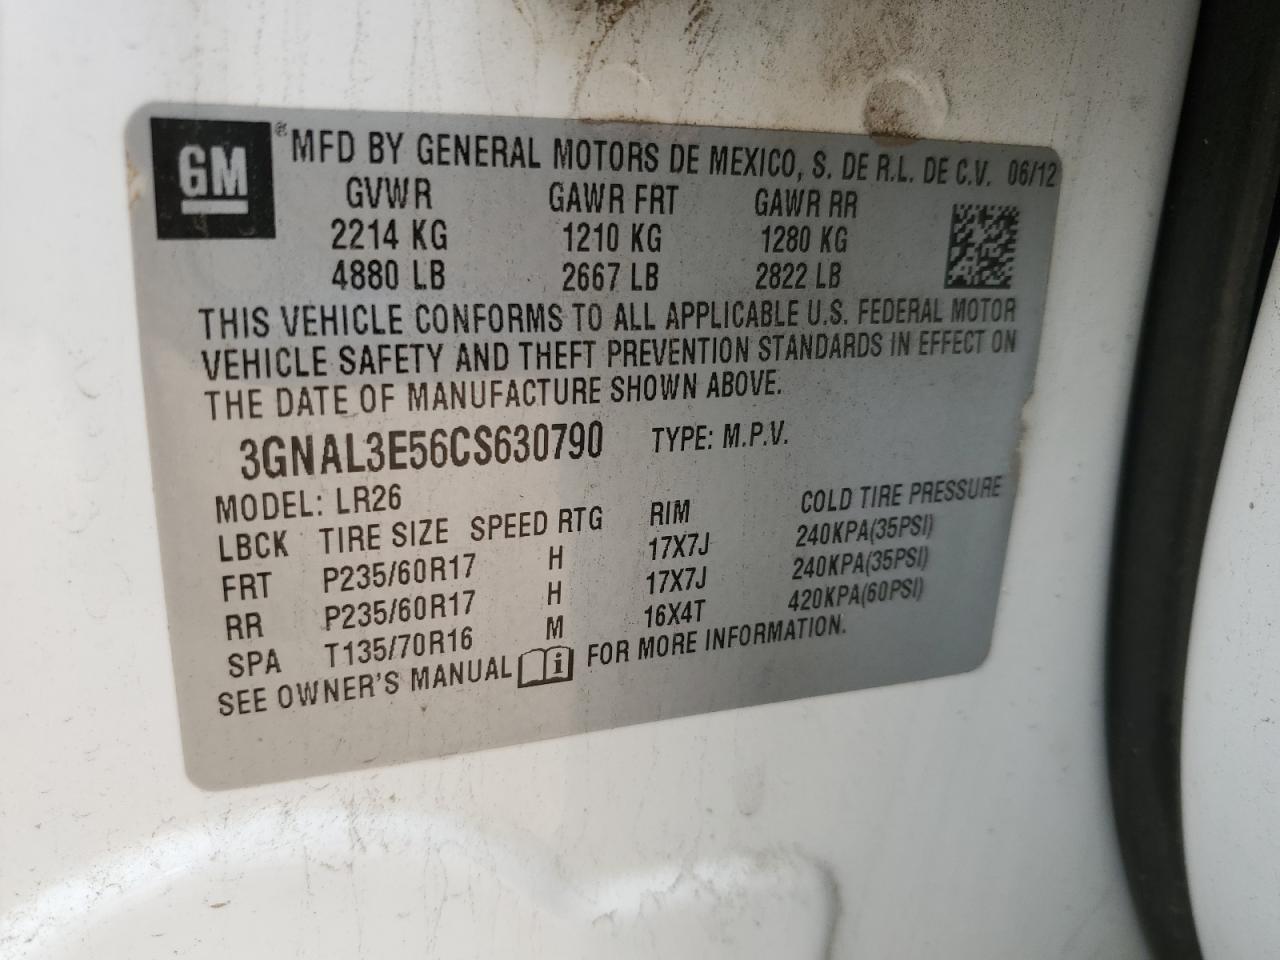 GM ® MFD BY GENERAL MOTORS DE MEXICO, S. DE R.L. DE C.V. 06/12
GVWR GAWR FRT GAWR RR
2214 KG 1210 KG 1280 KG
4880 LB 2667 LB 2822 LB
THIS VEHICLE CONFORMS TO ALL APPLICABLE U.S. FEDERAL MOTOR
VEHICLE SAFETY AND THEFT PREVENTION STANDARDS IN EFFECT ON
THE DATE OF MANUFACTURE SHOWN ABOVE.
3GNAL3E56CS630790 TYPE: M.P.V.
MODEL: LR26
LBCK TIRE SIZE SPEED RTG RIM COLD TIRE PRESSURE
FRT P235/60R17 H 17X7J 240KPA(35PSI)
RR P235/60R17 H 17X7J 240KPA(35PSI)
SPA T135/70R16 M 16X4T 420KPA(60PSI)
SEE OWNER'S MANUAL i FOR MORE INFORMATION.